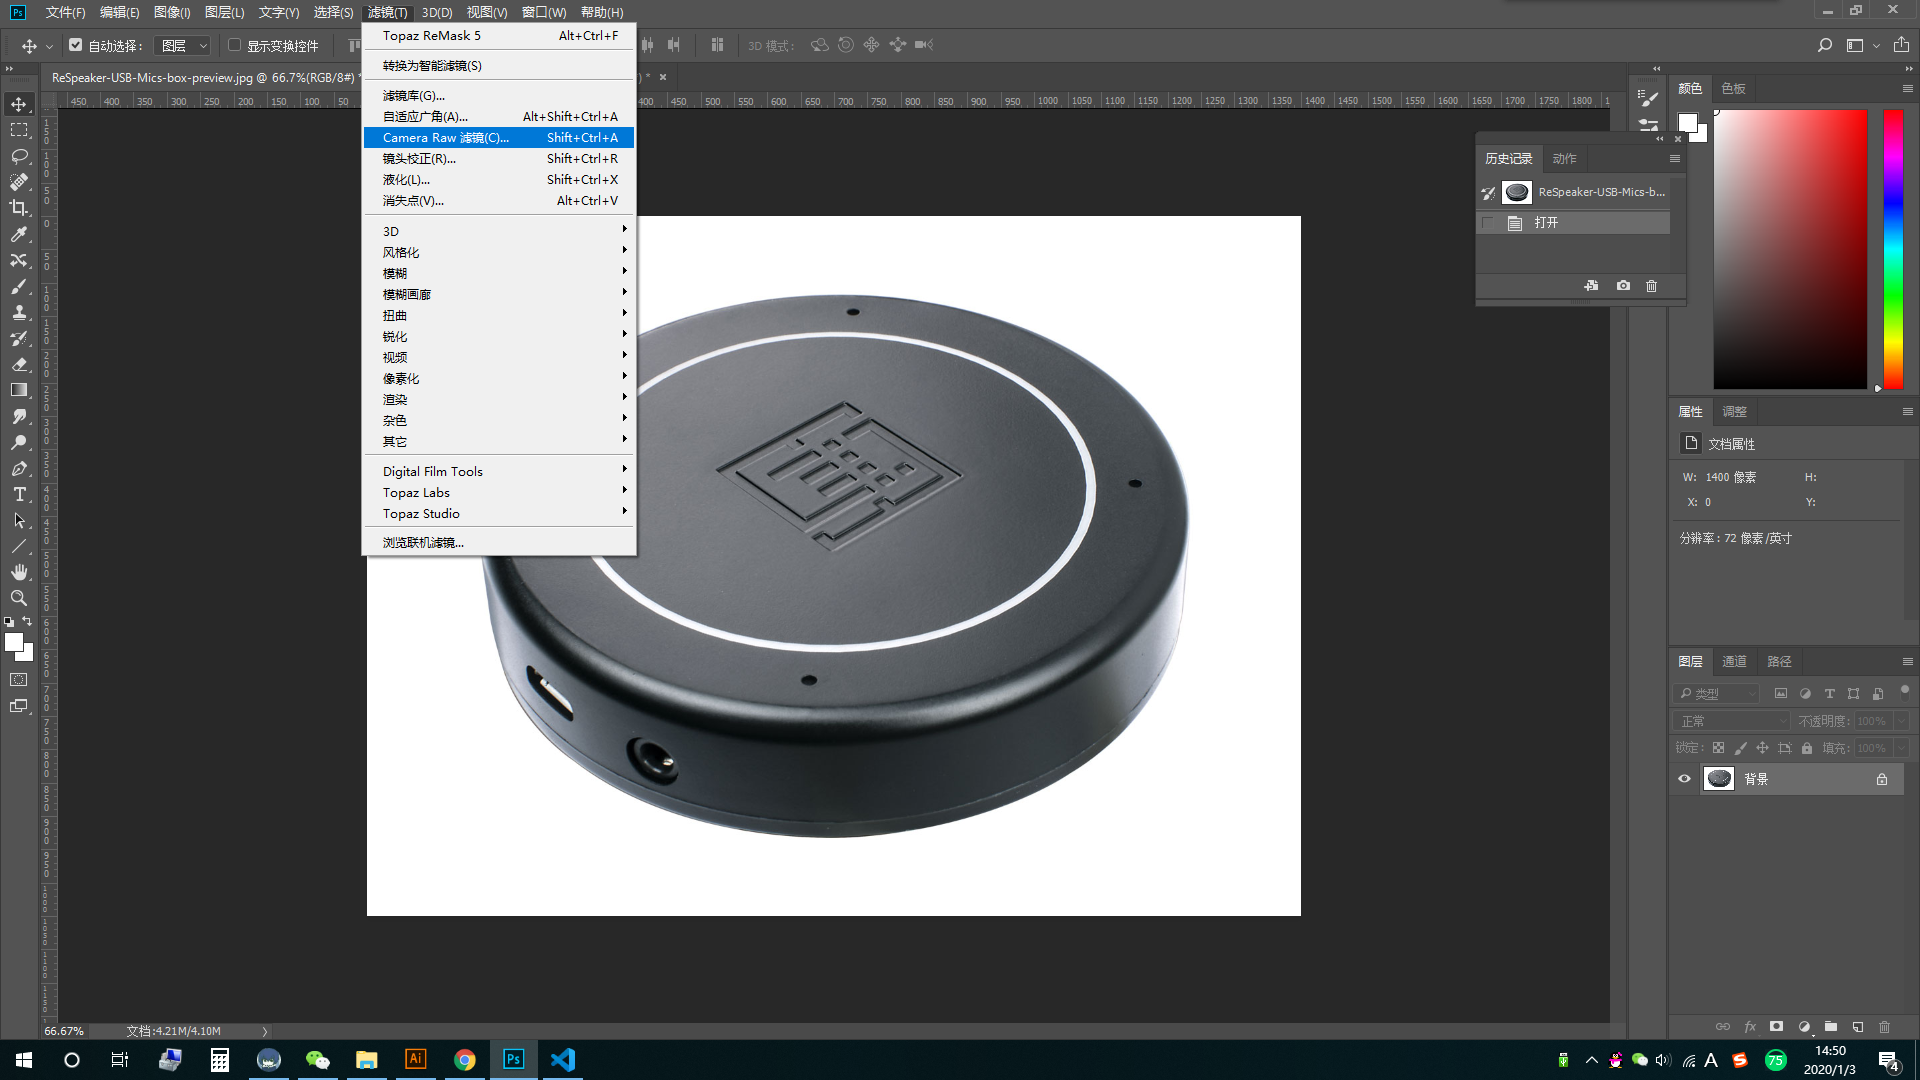 Ps 文件(F) 编辑(E) 图像(I) 图层(L) 文字(Y) 选择(S) 滤镜(T) 3D(D) 视图(V) 窗口(W) 帮助(H)
自动选择: 图层 显示变换控件 3D 模式:
ReSpeaker-USB-Mics-box-preview.jpg @ 66.7%(RGB/8#) *
) *
450 400 350 300 250 200 150 100 50 400 450 500 550 600 650 700 750 800 850 900 950 1000 1050 1100 1150 1200 1250 1300 1350 1400 1450 1500 1550 1600 1650 1700 1750 1800
Topaz ReMask 5 Alt+Ctrl+F
转换为智能滤镜(S)
滤镜库(G)...
自适应广角(A)... Alt+Shift+Ctrl+A
Camera Raw 滤镜(C)... Shift+Ctrl+A
镜头校正(R)... Shift+Ctrl+R
液化(L)... Shift+Ctrl+X
消失点(V)... Alt+Ctrl+V
3D
风格化
模糊
模糊画廊
扭曲
锐化
视频
像素化
渲染
杂色
其它
Digital Film Tools
Topaz Labs
Topaz Studio
浏览联机滤镜...
历史记录 动作
ReSpeaker-USB-Mics-b...
打开
颜色 色板
属性 调整
文档属性
W: 1400 像素 H:
X: 0 Y:
分辨率: 72 像素/英寸
图层 通道 路径
类型
正常 不透明度: 100%
锁定: 填充: 100%
背景
fx
66.67% 文档:4.21M/4.10M
Ai Ps
A S 75
14:50
2020/1/3
4